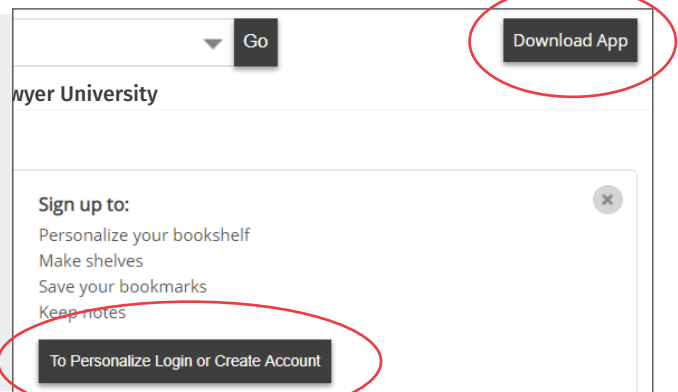 Go
Download App
wyer University
Sign up to:
Personalize your bookshelf
Make shelves
Save your bookmarks
Keep notes
To Personalize Login or Create Account